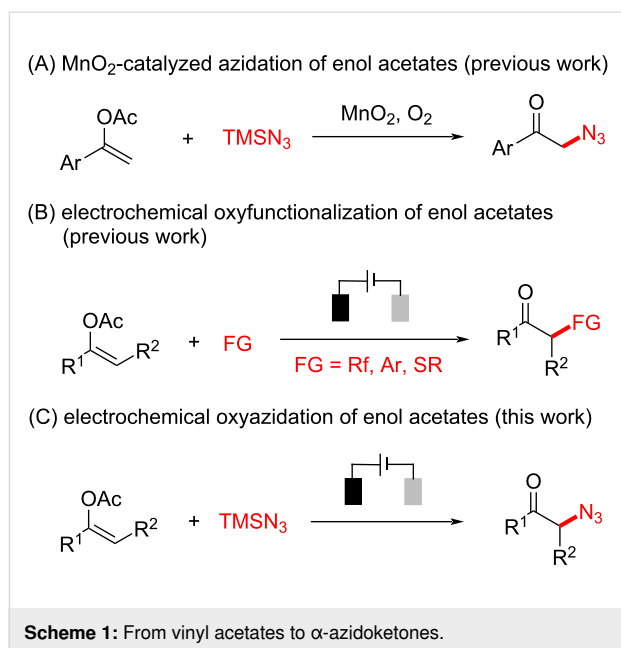 (A) MnO₂-catalyzed azidation of enol acetates (previous work)
OAc
Ar
+
TMSN₃
MnO₂, O₂
O
Ar
N₃
(B) electrochemical oxyfunctionalization of enol acetates
(previous work)
OAc
R¹
R²
+
FG
FG = Rf, Ar, SR
O
R¹
FG
R²
(C) electrochemical oxyazidation of enol acetates (this work)
OAc
R¹
R²
+
TMSN₃
O
R¹
N₃
R²
Scheme 1: From vinyl acetates to α-azidoketones.